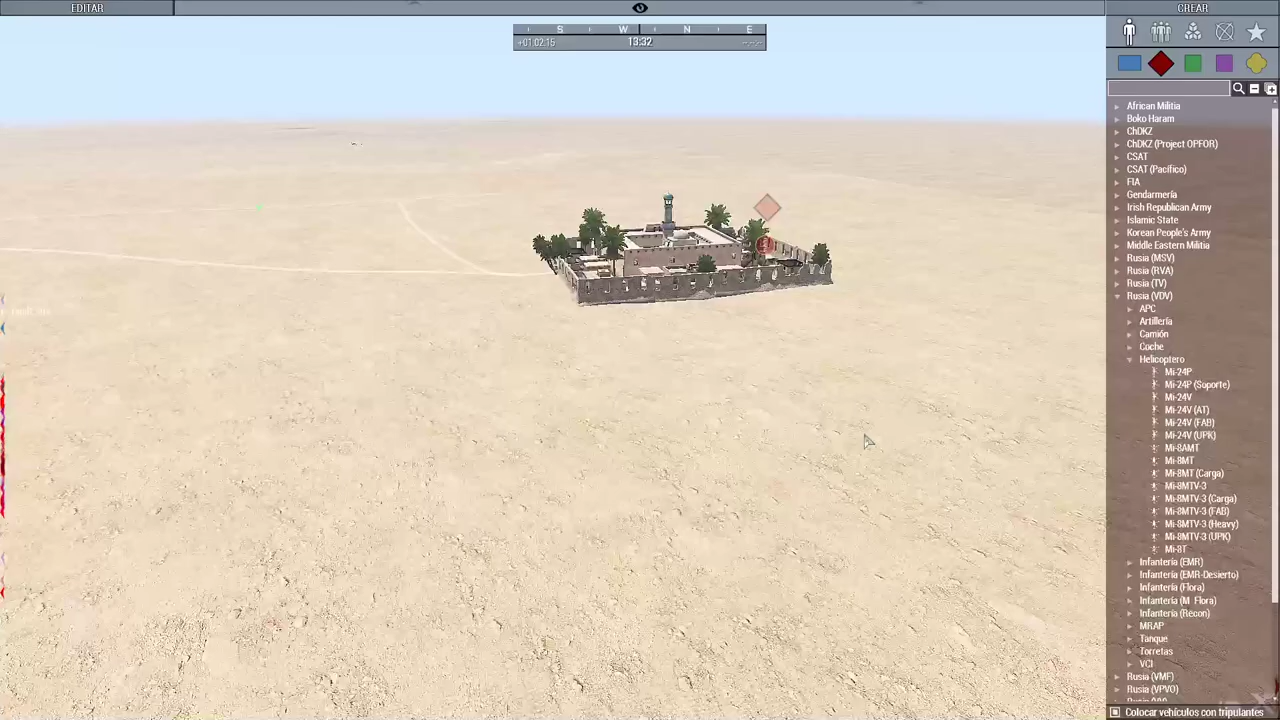 EDITAR
CREAR
S W N E
+01:02:15 13:32
African Militia
Boko Haram
ChDKZ
ChDKZ (Project OPFOR)
CSAT
CSAT (Pacífico)
FIA
Gendarmería
Irish Republican Army
Islamic State
Korean People's Army
Middle Eastern Militia
Rusia (MSV)
Rusia (RVA)
Rusia (TV)
Rusia (VDV)
APC
Artillería
Camión
Coche
Helicoptero
Mi-24P
Mi-24P (Soporte)
Mi-24V
Mi-24V (AT)
Mi-24V (FAB)
Mi-24V (UPK)
Mi-8AMT
Mi-8MT
Mi-8MT (Carga)
Mi-8MTV-3
Mi-8MTV-3 (Carga)
Mi-8MTV-3 (FAB)
Mi-8MTV-3 (Heavy)
Mi-8MTV-3 (UPK)
Mi-8T
Infantería (EMR)
Infantería (EMR-Desierto)
Infantería (Flora)
Infantería (M Flora)
Infantería (Recon)
MRAP
Tanque
Torretas
VCI
Rusia (VMF)
Rusia (VPVO)
Colocar vehículos con tripulantes